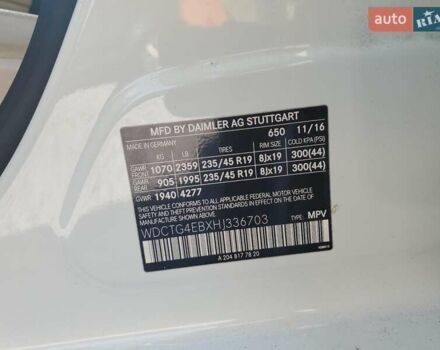 auto RIA
MFD BY DAIMLER AG STUTTGART
MADE IN GERMANY 650 11/16
KG LB TIRES RIM SIZE COLD KPA (PSI)
GAWR FRONT 1070 2359 235/45 R19 8Jx19 300(44)
GAWR REAR 905 1995 235/45 R19 8Jx19 300(44)
GVWR 1940 4277
THIS VEHICLE CONFORMS TO ALL APPLICABLE FEDERAL MOTOR VEHICLE SAFETY, BUMPER, AND THEFT PREVENTION STANDARDS IN EFFECT ON THE DATE OF MANUFACTURE SHOWN ABOVE.
WDCTG4EBXHJ336703 TYPE: MPV
A 204 817 78 20